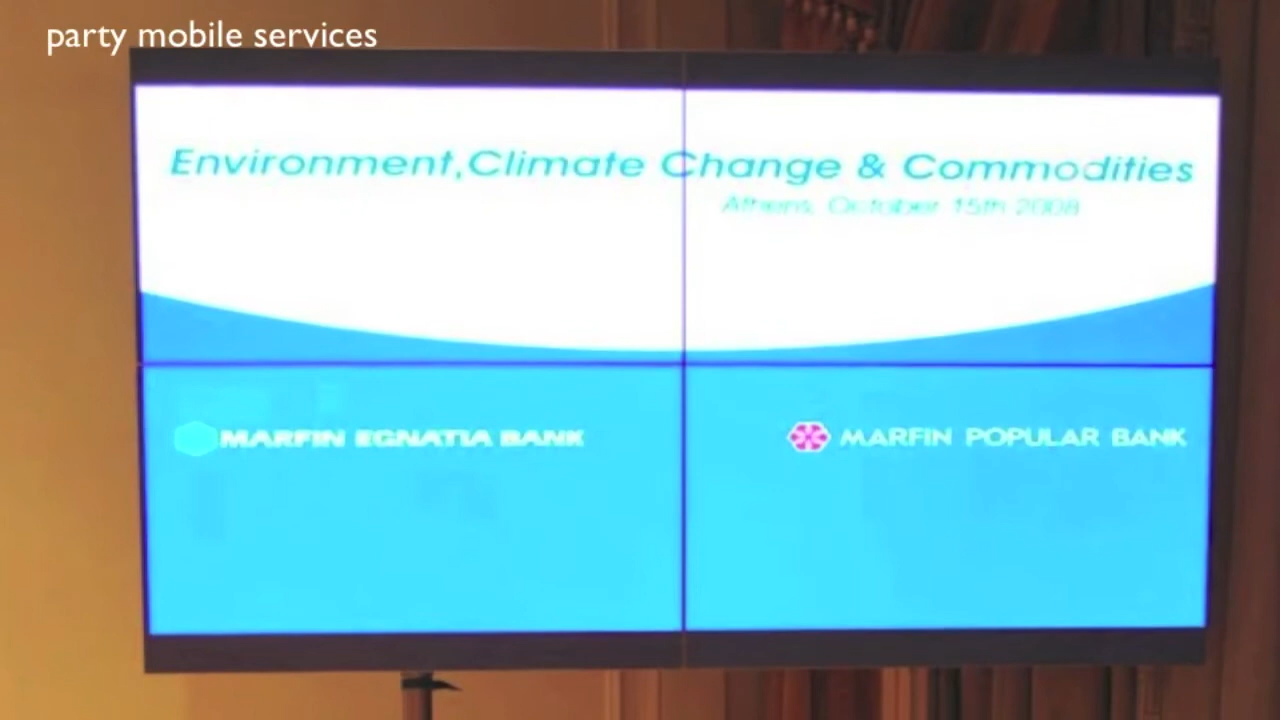 party mobile services
Environment,Climate Change & Commodities
Athens, October 15th 2008
MARFIN EGNATIA BANK
MARFIN POPULAR BANK